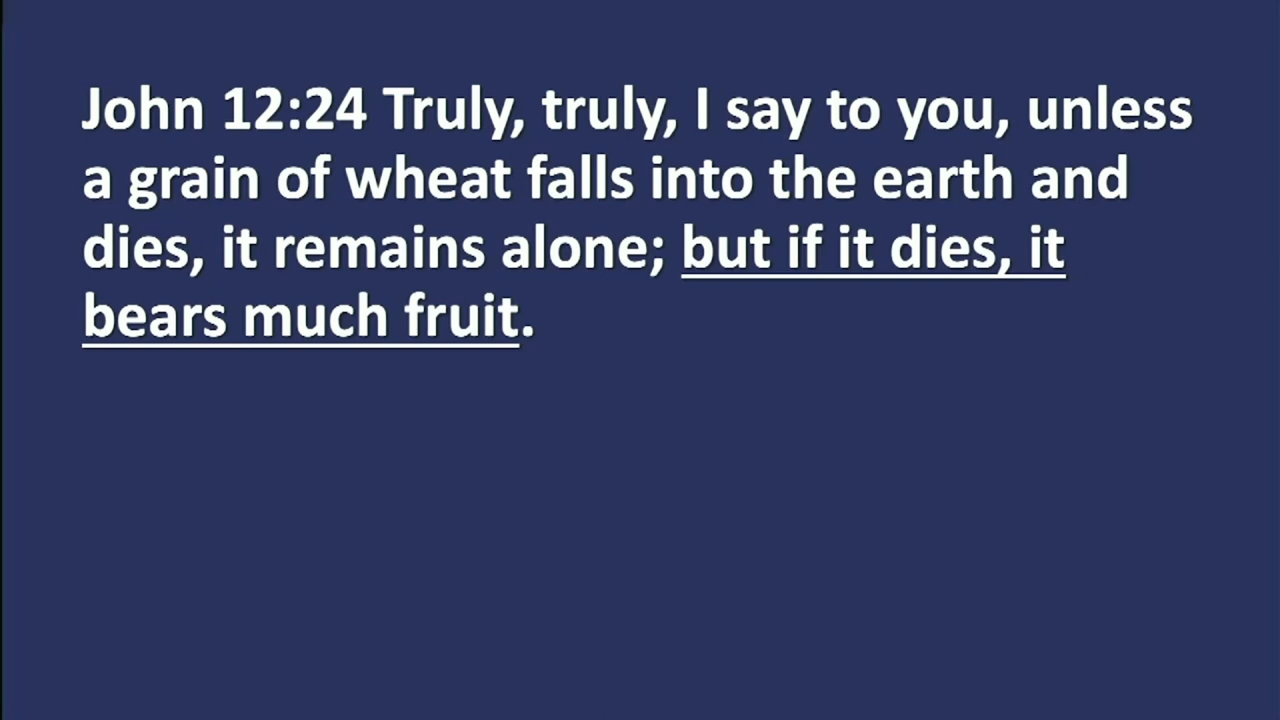 John 12:24 Truly, truly, I say to you, unless
a grain of wheat falls into the earth and
dies, it remains alone; but if it dies, it
bears much fruit.